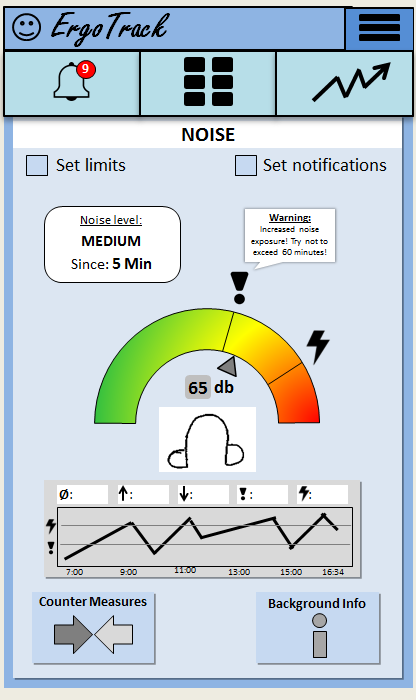 ErgoTrack
9
NOISE
Set limits
Set notifications
Noise level:
MEDIUM
Since: 5 Min
Warning:
Increased noise
exposure! Try not to
exceed 60 minutes!
65 db
Ø:
:
:
:
:
7:00 9:00 11:00 13:00 15:00 16:34
Counter Measures
Background Info